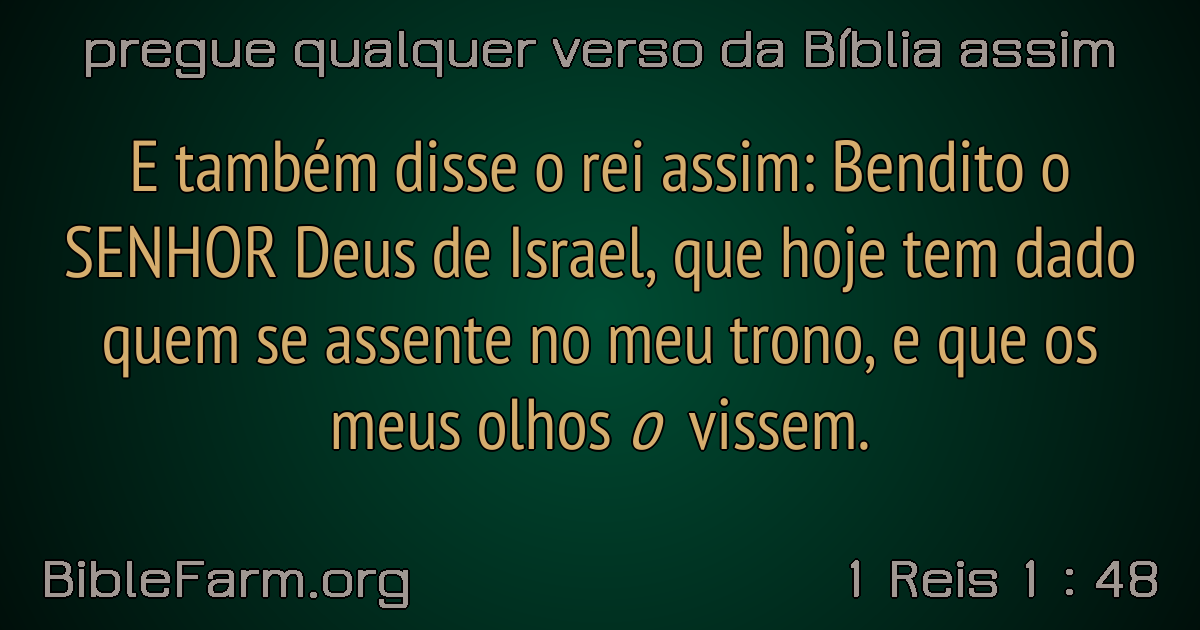 pregue qualquer verso da Bíblia assim
E também disse o rei assim: Bendito o
SENHOR Deus de Israel, que hoje tem dado
quem se assente no meu trono, e que os
meus olhos o vissem.
BibleFarm.org
1 Reis 1 : 48